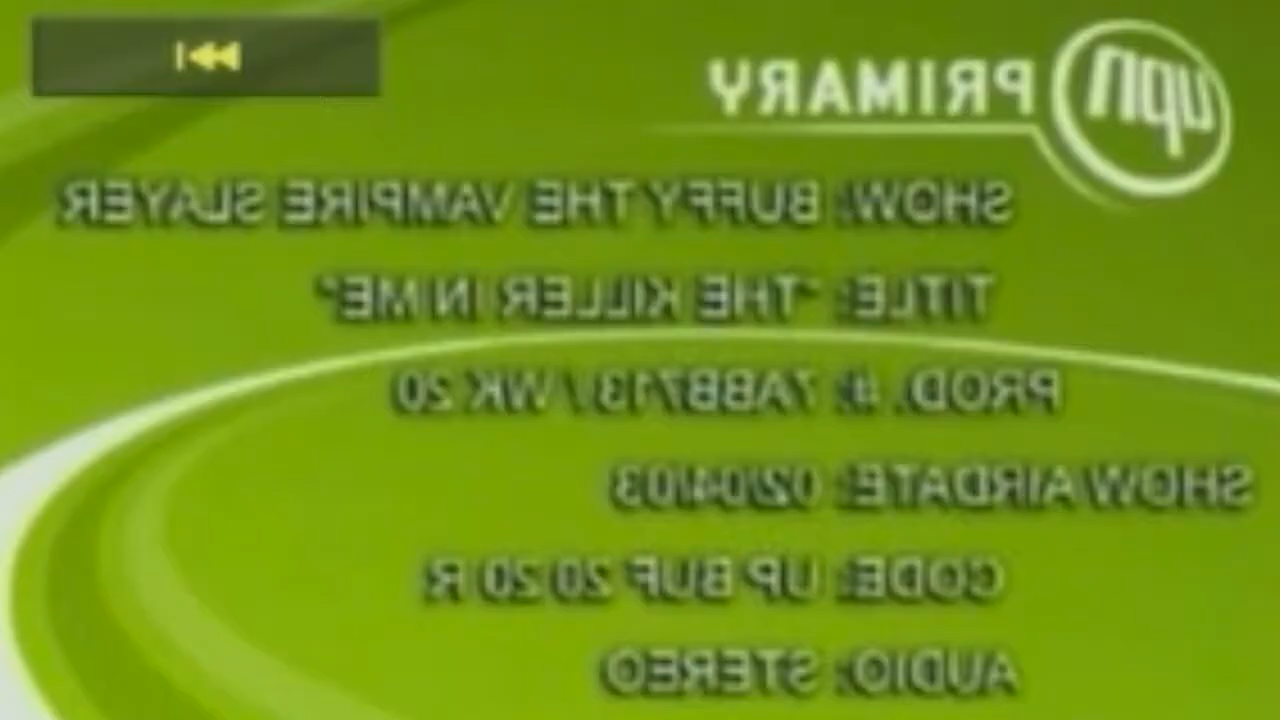 upn PRIMARY
SHOW: BUFFY THE VAMPIRE SLAYER
TITLE: "THE KILLER IN ME"
PROD. #: 7ABB713 / WK 20
SHOW AIRDATE: 02/04/03
CODE: UP BUF 20 20 R
AUDIO: STEREO